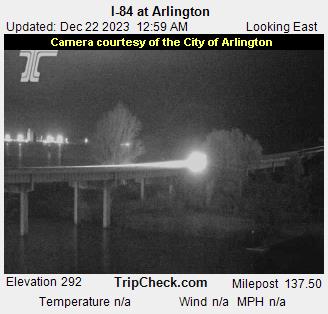 I-84 at Arlington
Updated: Dec 22 2023 12:59 AM Looking East
Camera courtesy of the City of Arlington
Elevation 292 TripCheck.com Milepost 137.50
Temperature n/a Wind n/a MPH n/a